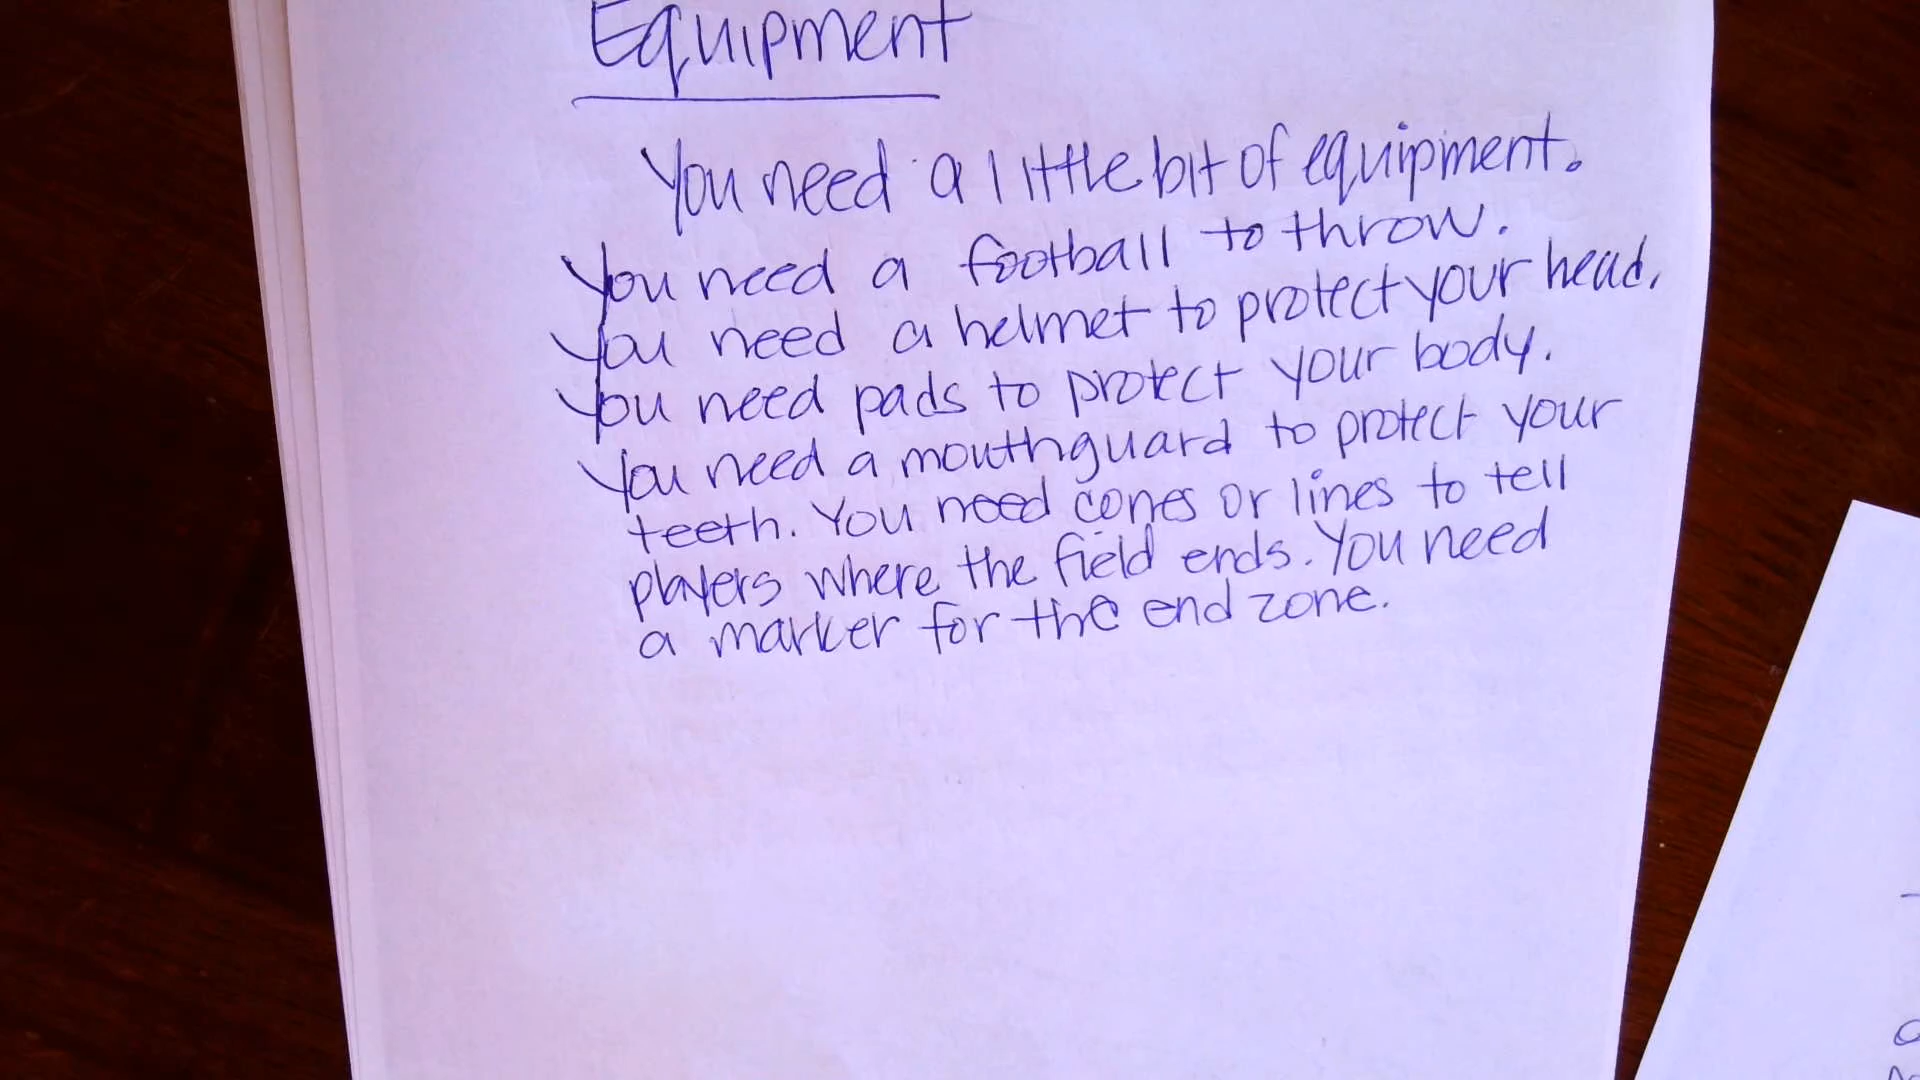 Equipment
You need a little bit of equipment.
You need a football to throw.
You need a helmet to protect your head.
You need pads to protect your body.
You need a mouthguard to protect your
teeth. You need cones or lines to tell
players where the field ends. You need
a marker for the end zone.